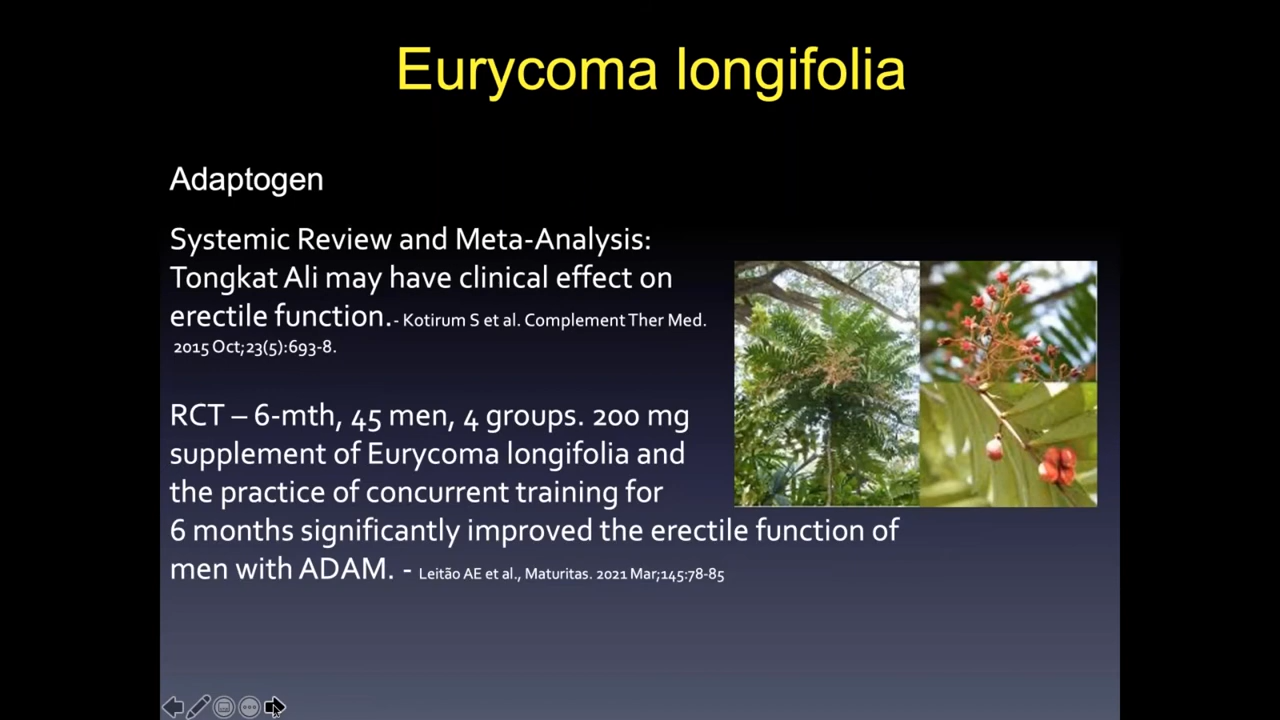 Eurycoma longifolia
Adaptogen
Systemic Review and Meta-Analysis:
Tongkat Ali may have clinical effect on
erectile function.- Kotirum S et al. Complement Ther Med.
2015 Oct;23(5):693-8.
RCT – 6-mth, 45 men, 4 groups. 200 mg
supplement of Eurycoma longifolia and
the practice of concurrent training for
6 months significantly improved the erectile function of
men with ADAM. - Leitão AE et al., Maturitas. 2021 Mar;145:78-85